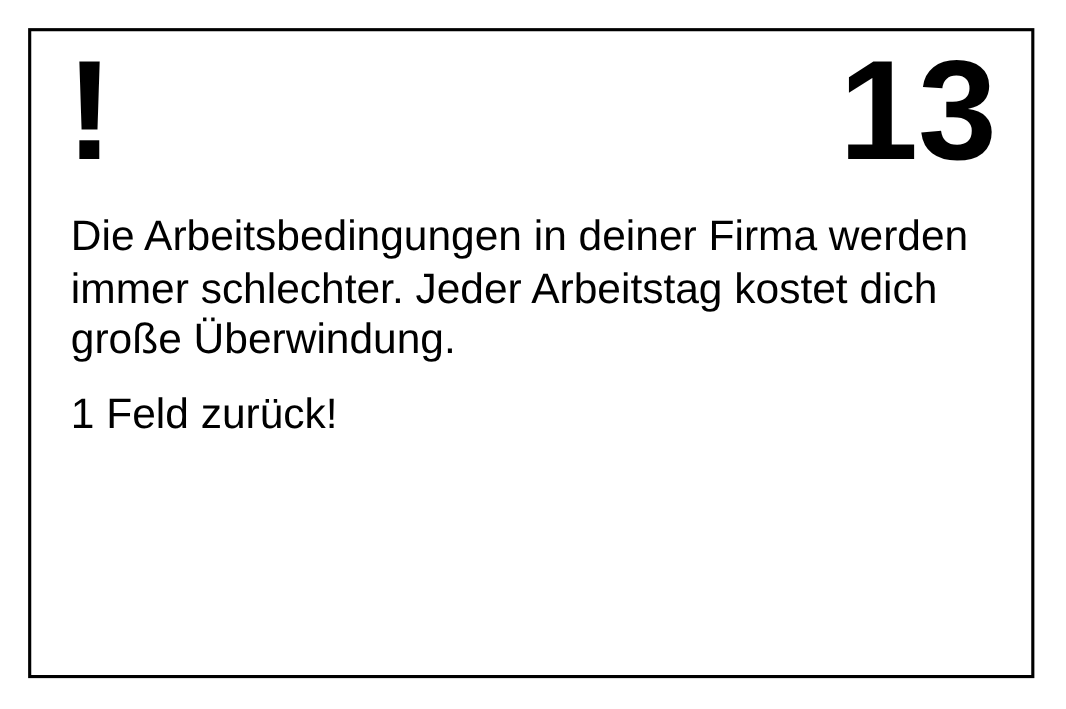 ! 13
Die Arbeitsbedingungen in deiner Firma werden
immer schlechter. Jeder Arbeitstag kostet dich
große Überwindung.
1 Feld zurück!